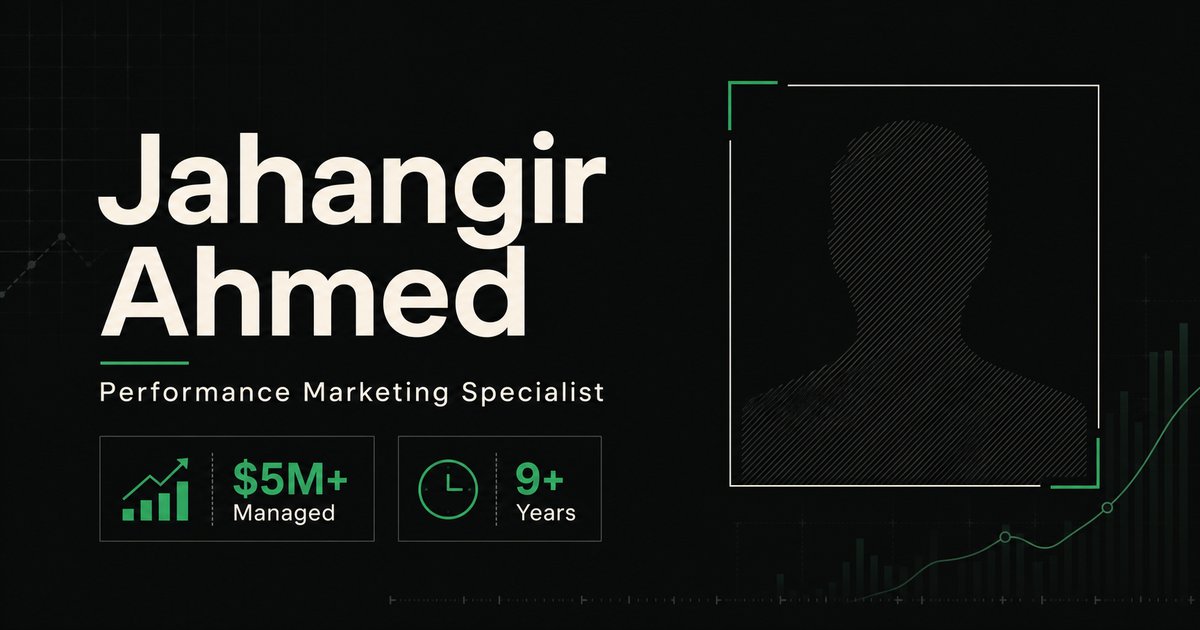 Jahangir
Ahmed
Performance Marketing Specialist
$5M+
Managed
9+
Years